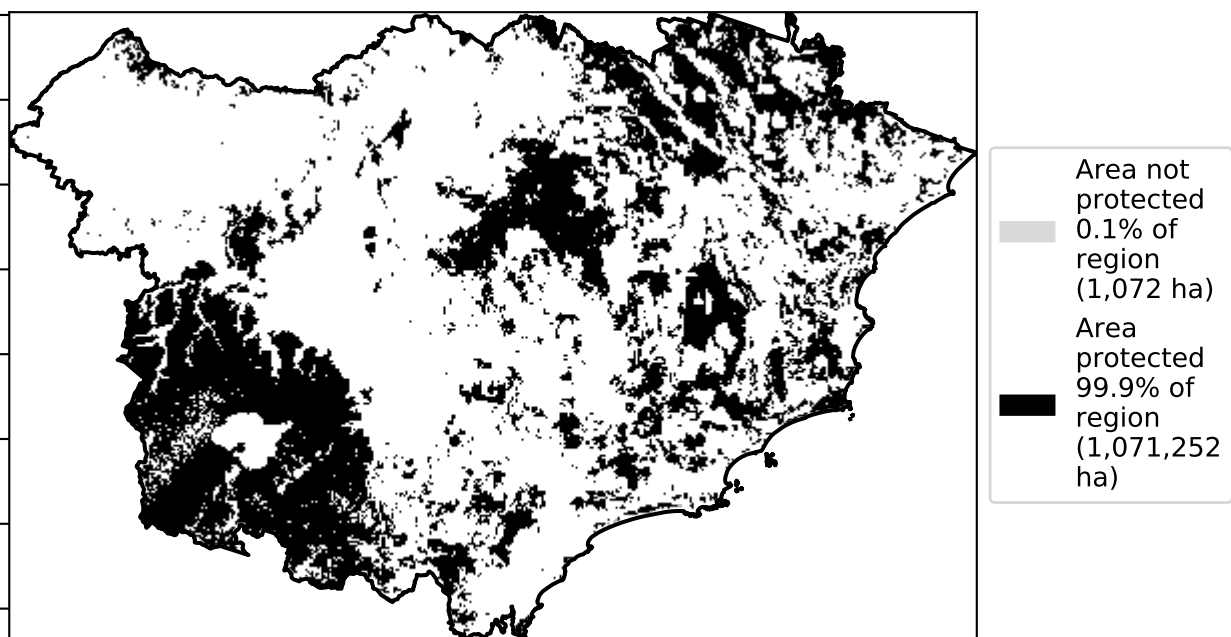 Area not
protected
0.1% of
region
(1,072 ha)
Area
protected
99.9% of
region
(1,071,252
ha)